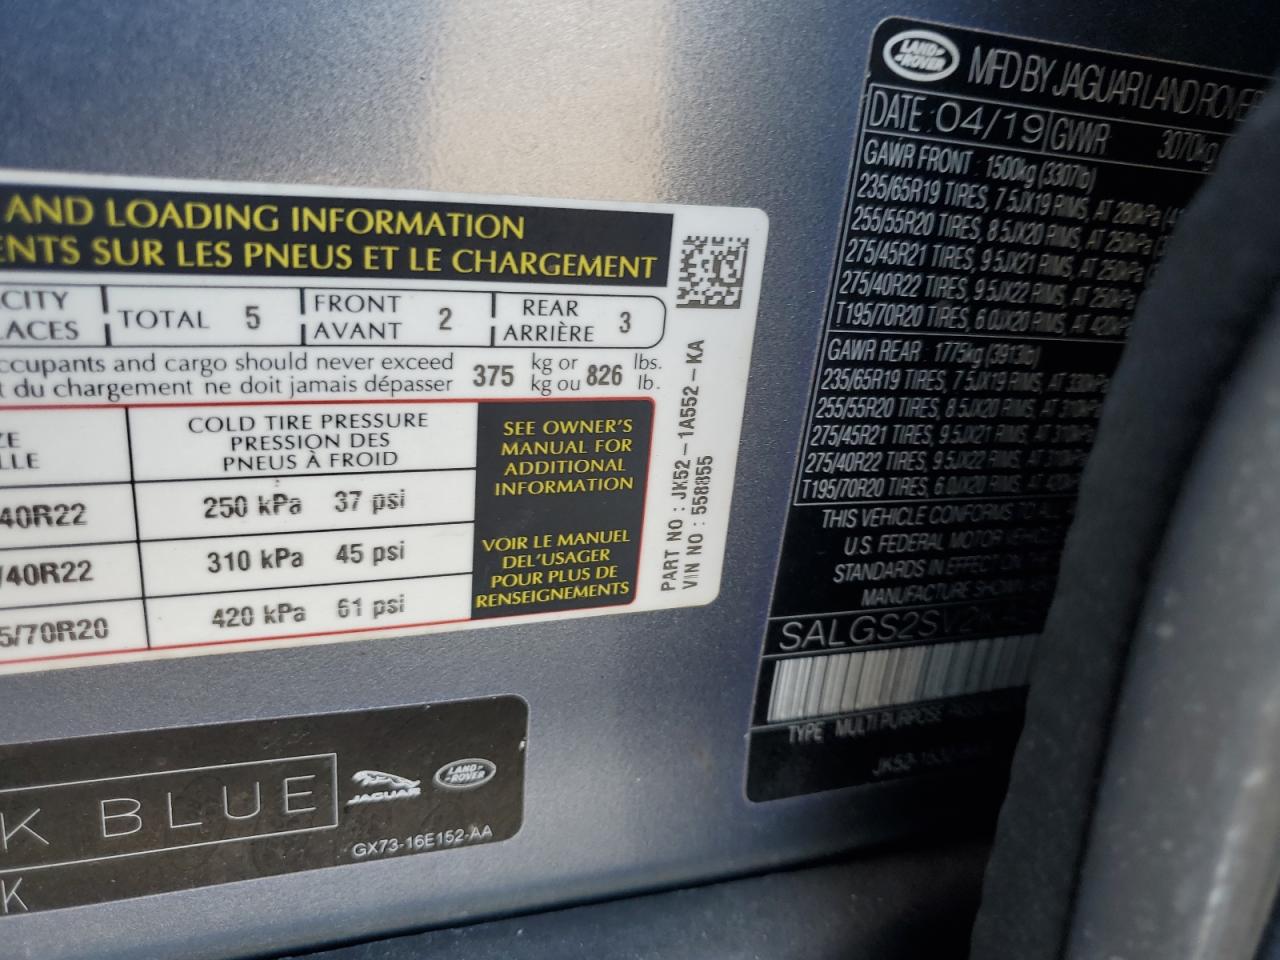 AND LOADING INFORMATION
ENTS SUR LES PNEUS ET LE CHARGEMENT
CITY
LACES
TOTAL 5
FRONT
AVANT 2
REAR
ARRIÈRE 3
ccupants and cargo should never exceed 375 kg or 826 lbs.
t du chargement ne doit jamais dépasser kg ou lb.
ZE
LLE
COLD TIRE PRESSURE
PRESSION DES
PNEUS À FROID
40R22 250 kPa 37 psi
/40R22 310 kPa 45 psi
5/70R20 420 kPa 61 psi
SEE OWNER'S
MANUAL FOR
ADDITIONAL
INFORMATION
VOIR LE MANUEL
DEL'USAGER
POUR PLUS DE
RENSEIGNEMENTS
PART NO : JK52-1A552-KA
VIN NO : 558855
K BLUE
JAGUAR
LAND-ROVER
GX73-16E152-AA
K
LAND-ROVER
MFD BY JAGUAR LAND ROVER
DATE : 04/19 GVWR 3070kg
GAWR FRONT : 1500kg (3307lb)
235/65R19 TIRES, 7.5JX19 RIMS, AT 280kPa
255/55R20 TIRES, 8.5JX20 RIMS, AT 250kPa
275/45R21 TIRES, 9.5JX21 RIMS, AT 250kPa
275/40R22 TIRES, 9.5JX22 RIMS, AT 250kPa
T195/70R20 TIRES, 6.0JX20 RIMS, AT 420kPa
GAWR REAR : 1775kg (3913lb)
235/65R19 TIRES, 7.5JX19 RIMS, AT 330kPa
255/55R20 TIRES, 8.5JX20 RIMS, AT 310kPa
275/45R21 TIRES, 9.5JX21 RIMS, AT 310kPa
275/40R22 TIRES, 9.5JX22 RIMS, AT 310kPa
T195/70R20 TIRES, 6.0JX20 RIMS, AT 420kPa
THIS VEHICLE CONFORMS TO
U.S. FEDERAL MOTOR VEHICLE
STANDARDS IN EFFECT ON
MANUFACTURE SHOWN
SALGS2SV2K
TYPE MULTI PURPOSE
JK52-